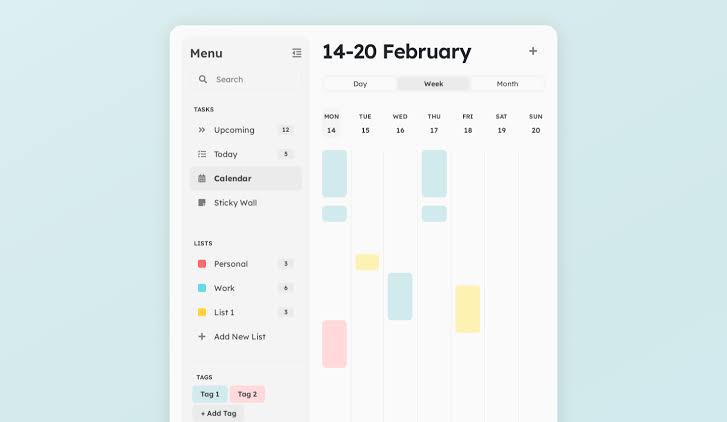 Menu
Search
TASKS
Upcoming 12
Today 5
Calendar
Sticky Wall
LISTS
Personal 3
Work 6
List 1 3
Add New List
TAGS
Tag 1 Tag 2
+ Add Tag
14-20 February +
Day Week Month
MON TUE WED THU FRI SAT SUN
14 15 16 17 18 19 20